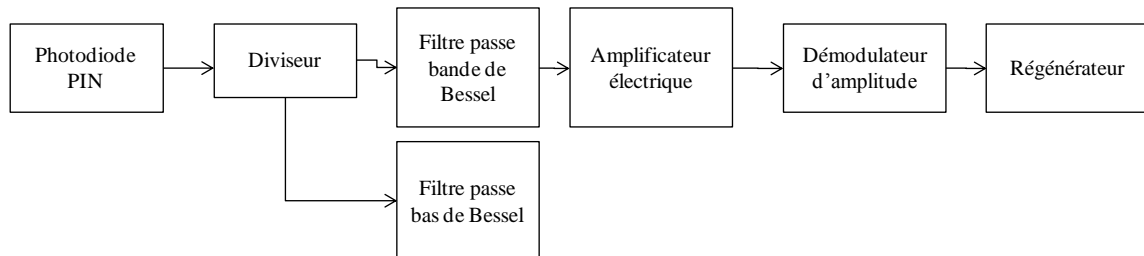 Photodiode
PIN
Diviseur
Filtre passe
bande de
Bessel
Amplificateur
électrique
Démodulateur
d’amplitude
Régénérateur
Filtre passe
bas de Bessel